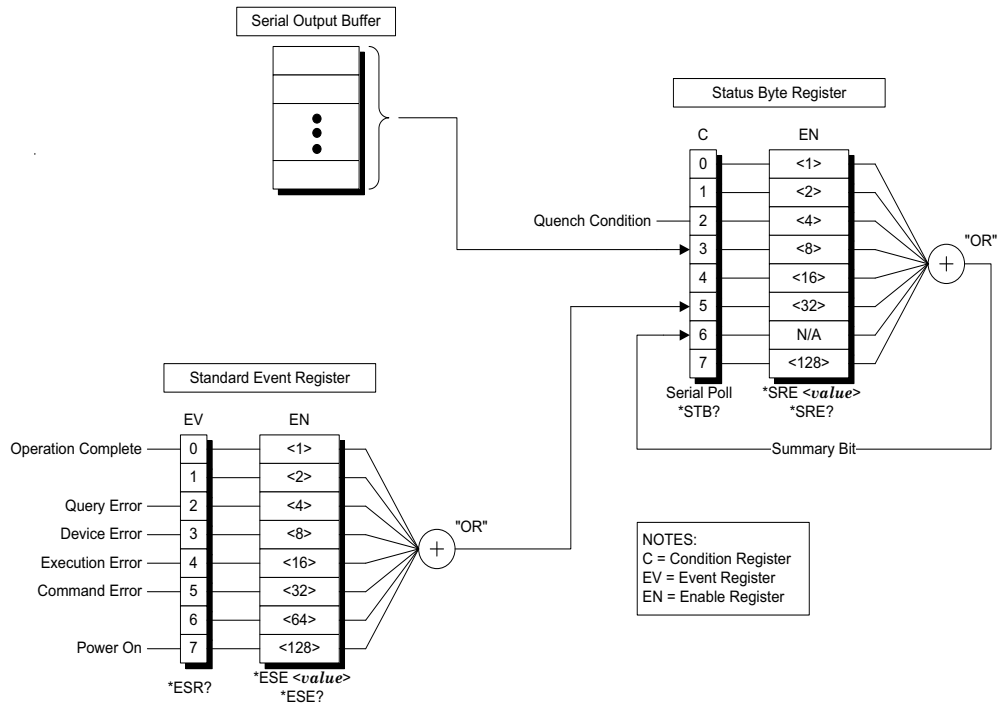 Serial Output Buffer
Status Byte Register
C EN
0 <1>
1 <2>
Quench Condition 2 <4>
3 <8>
4 <16>
5 <32>
6 N/A
7 <128>
"OR"
Serial Poll
*STB?
*SRE <value>
*SRE?
Summary Bit
Standard Event Register
EV EN
Operation Complete 0 <1>
1 <2>
Query Error 2 <4>
Device Error 3 <8>
Execution Error 4 <16>
Command Error 5 <32>
6 <64>
Power On 7 <128>
"OR"
*ESR?
*ESE <value>
*ESE?
NOTES:
C = Condition Register
EV = Event Register
EN = Enable Register